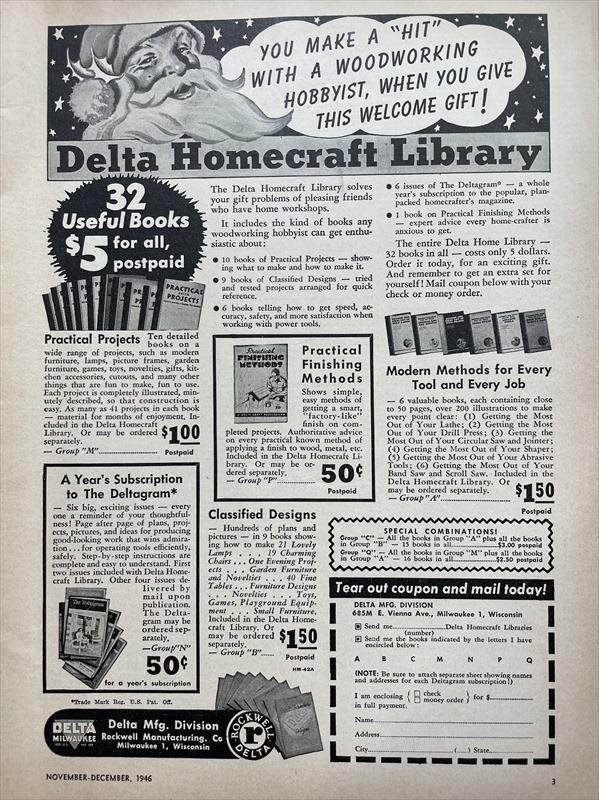 YOU MAKE A "HIT"
WITH A WOODWORKING
HOBBYIST, WHEN YOU GIVE
THIS WELCOME GIFT!
Delta Homecraft Library
32
Useful Books
$5 for all,
postpaid
PRACTICAL
PROJECTS
The Delta Homecraft Library solves
your gift problems of pleasing friends
who have home workshops.
It includes the kind of books any
woodworking hobbyist can get enthu-
siastic about:
● 10 books of Practical Projects — show-
ing what to make and how to make it.
● 9 books of Classified Designs — tried
and tested projects arranged for quick
reference.
● 6 books telling how to get speed, ac-
curacy, safety, and more satisfaction when
working with power tools.
● 6 issues of The Deltagram* — a whole
year's subscription to the popular, plan-
packed homecrafter's magazine.
● 1 book on Practical Finishing Methods
— expert advice every home-crafter is
anxious to get.
The entire Delta Home Library —
32 books in all — costs only 5 dollars.
Order it today, for an exciting gift.
And remember to get an extra set for
yourself! Mail coupon below with your
check or money order.
Practical Projects Ten detailed
books on a
wide range of projects, such as modern
furniture, lamps, picture frames, garden
furniture, games, toys, novelties, gifts, kit-
chen accessories, cutouts, and many other
things that are fun to make, fun to use.
Each project is completely illustrated, min-
utely described, so that construction is
easy. As many as 41 projects in each book
— material for months of enjoyment. In-
cluded in the Delta Homecraft
Library. Or may be ordered
separately.
— Group "M"
$1.00
Postpaid
Practical
FINISHING
METHODS
Practical
Finishing
Methods
Shows simple,
easy methods of
getting a smart,
"factory-like"
finish on com-
pleted projects. Authoritative advice
on every practical known method of
applying a finish to wood, metal, etc.
Included in the Delta Homecraft Li-
brary. Or may be or-
dered separately.
— Group "P"
50¢
Postpaid
Modern Methods for Every
Tool and Every Job
— 6 valuable books, each containing close
to 50 pages, over 200 illustrations to make
every point clear: (1) Getting the Most
Out of Your Lathe; (2) Getting the Most
Out of Your Drill Press; (3) Getting the
Most Out of Your Circular Saw and Jointer;
(4) Getting the Most Out of Your Shaper;
(5) Getting the Most Out of Your Abrasive
Tools; (6) Getting the Most Out of Your
Band Saw and Scroll Saw. Included in the
Delta Homecraft Library. Or
may be ordered separately.
— Group "A"
$1.50
Postpaid
A Year's Subscription
to The Deltagram*
— Six big, exciting issues — every
one a reminder of your thoughtful-
ness! Page after page of plans, proj-
ects, pictures, and ideas for producing
good-looking work that wins admira-
tion . . . for operating tools efficiently,
safely. Step-by-step instructions are
complete and easy to understand. First
two issues included with Delta Home-
craft Library. Other four issues de-
livered by
mail upon
publication.
The Delta-
gram may be
ordered sep-
arately.
— Group "N"
50¢
for a year's subscription
*Trade Mark Reg. U.S. Pat. Off.
Classified Designs
— Hundreds of plans and
pictures — in 9 books show-
ing how to make 21 Lovely
Lamps . . 19 Charming
Chairs . . . One Evening Proj-
ects . . . Garden Furniture
and Novelties . . . 40 Fine
Tables . . . Furniture Designs
. . . Novelties . . . Toys,
Games, Playground Equip-
ment . . . Small Furniture.
Included in the Delta Home-
craft Library. Or
may be ordered
separately.
— Group "B"
$1.50
Postpaid
HM-42A
SPECIAL COMBINATIONS!
Group "C" — All the books in Group "A" plus all the books
in Group "B" — 15 books in all $3.00 postpaid
Group "Q" — All the books in Group "M" plus all the books
in Group "A" — 16 books in all $2.50 postpaid
Tear out coupon and mail today!
DELTA MFG. DIVISION
685M E. Vienna Ave., Milwaukee 1, Wisconsin
Send me Delta Homecraft Libraries
(number)
Send me the books indicated by the letters I have
encircled below:
A B C M N P Q
(NOTE: Be sure to attach separate sheet showing names
and addresses for each Deltagram subscription!)
I am enclosing check
money order for $
in full payment.
Name
Address
City ( ) State
DELTA
MILWAUKEE
Delta Mfg. Division
Rockwell Manufacturing. Co
Milwaukee 1, Wisconsin
ROCKWELL
r
DELTA
NOVEMBER-DECEMBER, 1946
3